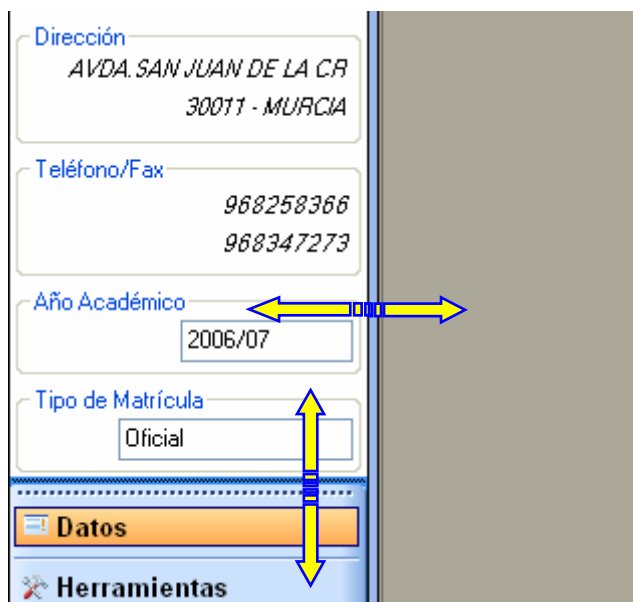 Dirección
AVDA. SAN JUAN DE LA CR
30011 - MURCIA
Teléfono/Fax
968258366
968347273
Año Académico
2006/07
Tipo de Matrícula
Oficial
Datos
Herramientas